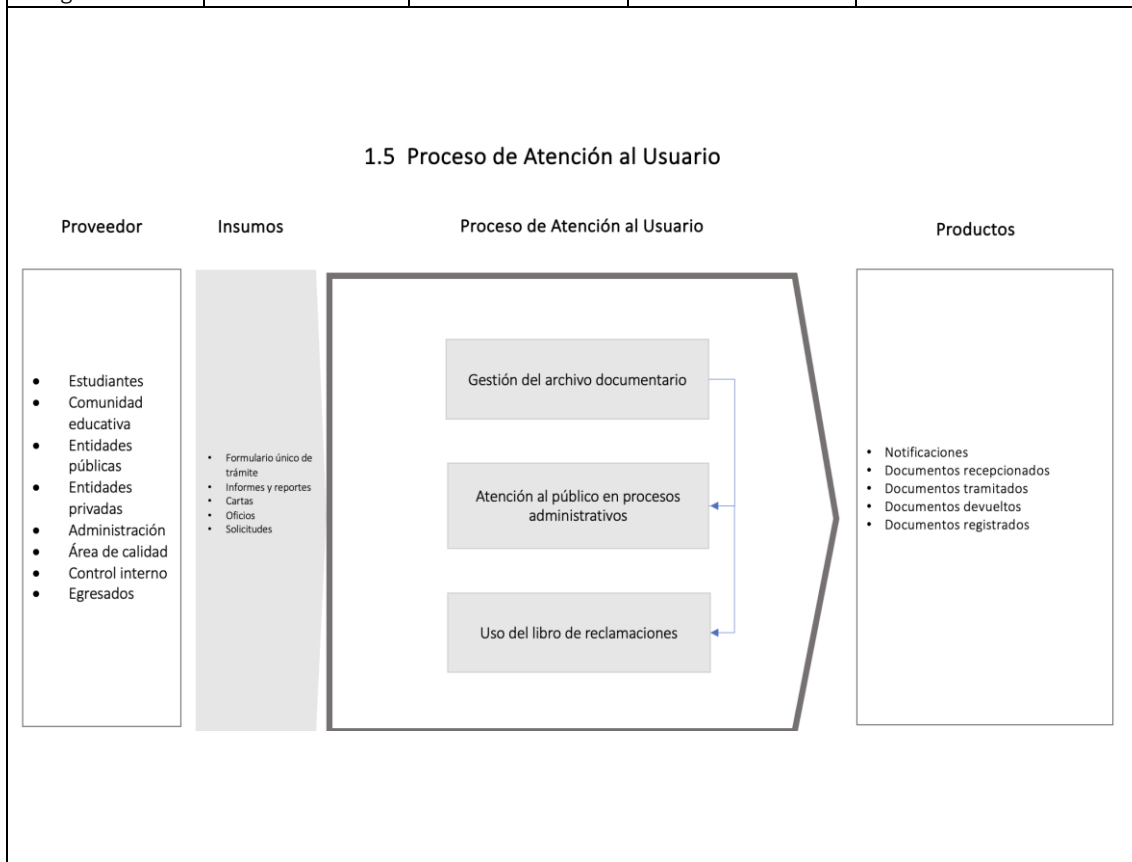 1.5 Proceso de Atención al Usuario
Proveedor
Insumos
Proceso de Atención al Usuario
Productos
• Estudiantes
• Comunidad
educativa
• Entidades
públicas
• Entidades
privadas
• Administración
• Área de calidad
• Control interno
• Egresados
• Formulario único de
trámite
• Informes y reportes
• Cartas
• Oficios
• Solicitudes
Gestión del archivo documentario
Atención al público en procesos
administrativos
Uso del libro de reclamaciones
• Notificaciones
• Documentos recepcionados
• Documentos tramitados
• Documentos devueltos
• Documentos registrados